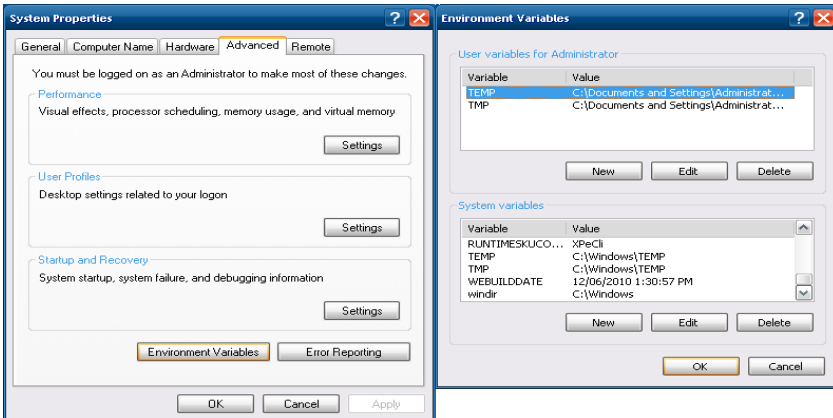 System Properties
General Computer Name Hardware Advanced Remote
You must be logged on as an Administrator to make most of these changes.
Performance
Visual effects, processor scheduling, memory usage, and virtual memory
Settings
User Profiles
Desktop settings related to your logon
Settings
Startup and Recovery
System startup, system failure, and debugging information
Settings
Environment Variables Error Reporting
OK Cancel Apply
Environment Variables
User variables for Administrator
Variable Value
TEMP C:\Documents and Settings\Administrat...
TMP C:\Documents and Settings\Administrat...
New Edit Delete
System variables
Variable Value
RUNTIMESKUCO... XPeCli
TEMP C:\Windows\TEMP
TMP C:\Windows\TEMP
WEBUILDDATE 12/06/2010 1:30:57 PM
windir C:\Windows
New Edit Delete
OK Cancel